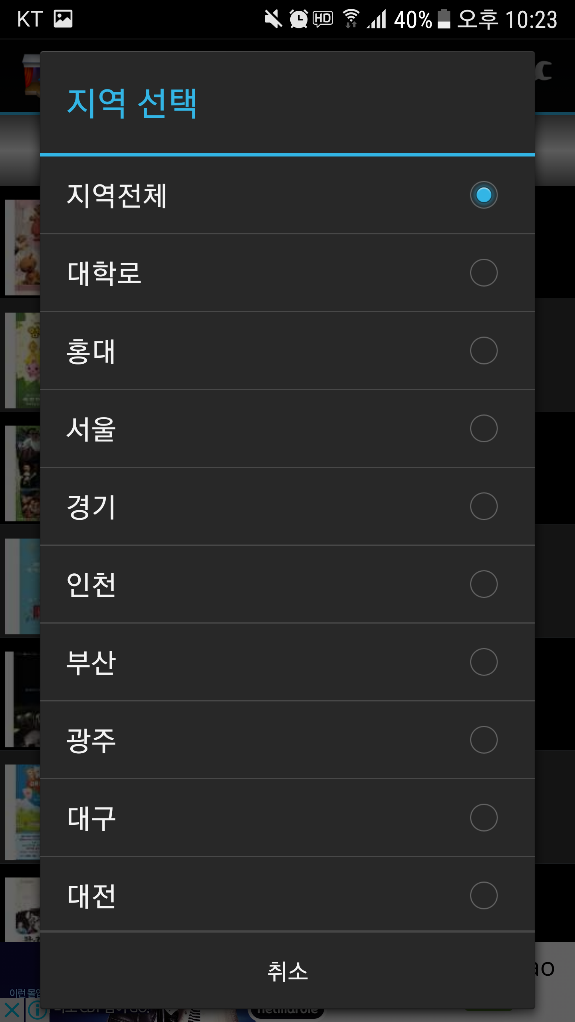 KT HD 40% 오후 10:23
지역 선택
지역전체
대학로
홍대
서울
경기
인천
부산
광주
대구
대전
취소